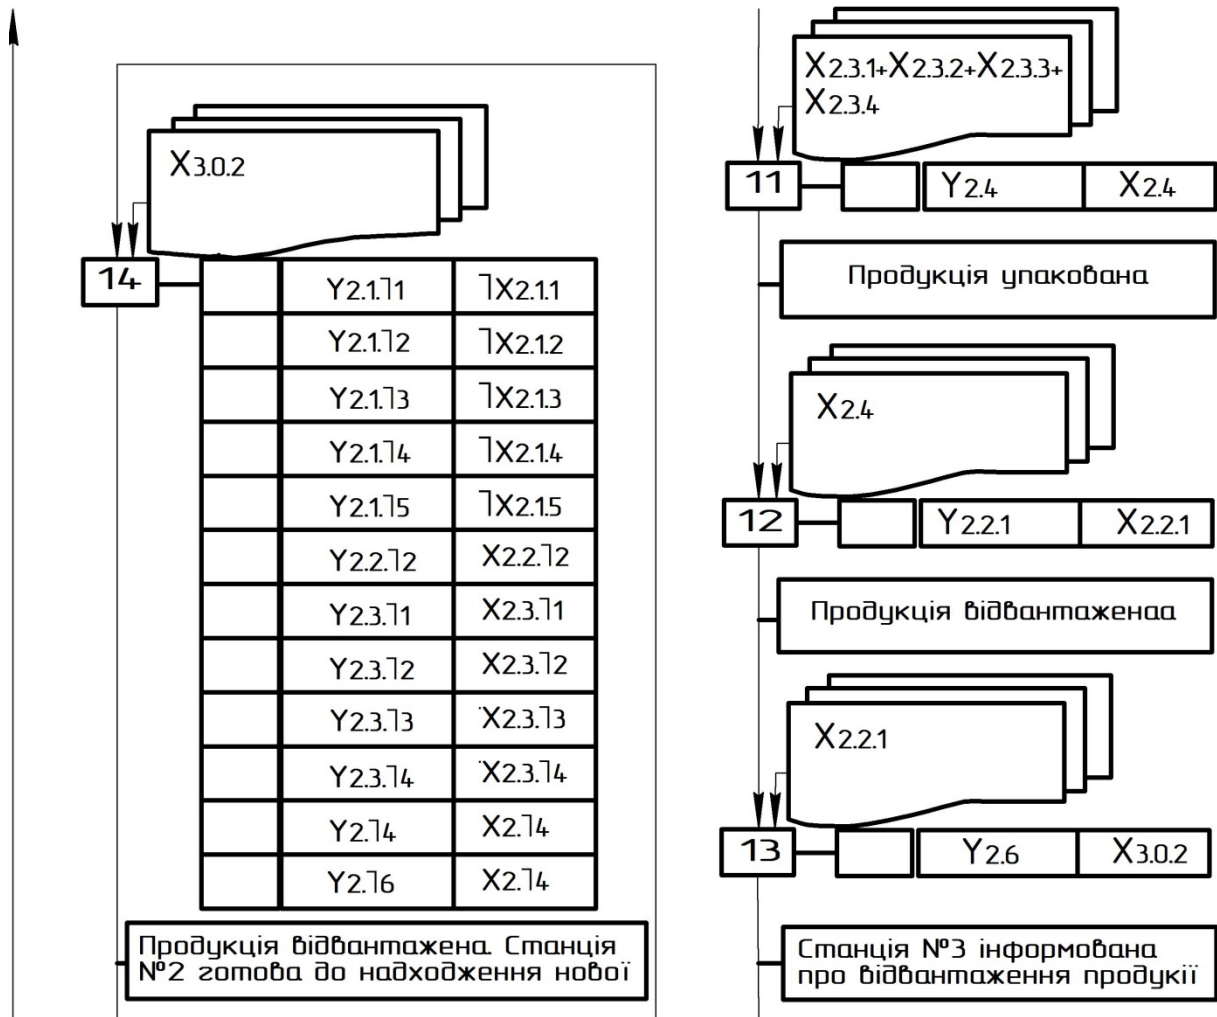 X3.0.2
14
Y2.1.⅂1 ⅂X2.1.1
Y2.1.⅂2 ⅂X2.1.2
Y2.1.⅂3 ⅂X2.1.3
Y2.1.⅂4 ⅂X2.1.4
Y2.1.⅂5 ⅂X2.1.5
Y2.2.⅂2 X2.2.⅂2
Y2.3.⅂1 X2.3.⅂1
Y2.3.⅂2 X2.3.⅂2
Y2.3.⅂3 X2.3.⅂3
Y2.3.⅂4 X2.3.⅂4
Y2.⅂4 X2.⅂4
Y2.⅂6 X2.⅂4
Продукція відвантажена. Станція
№2 готова до надходження нової
X2.3.1+X2.3.2+X2.3.3+
X2.3.4
11 Y2.4 X2.4
Продукція упакована
X2.4
12 Y2.2.1 X2.2.1
Продукція відвантаженаа
X2.2.1
13 Y2.6 X3.0.2
Станція №3 інформована
про відвантаження продукії